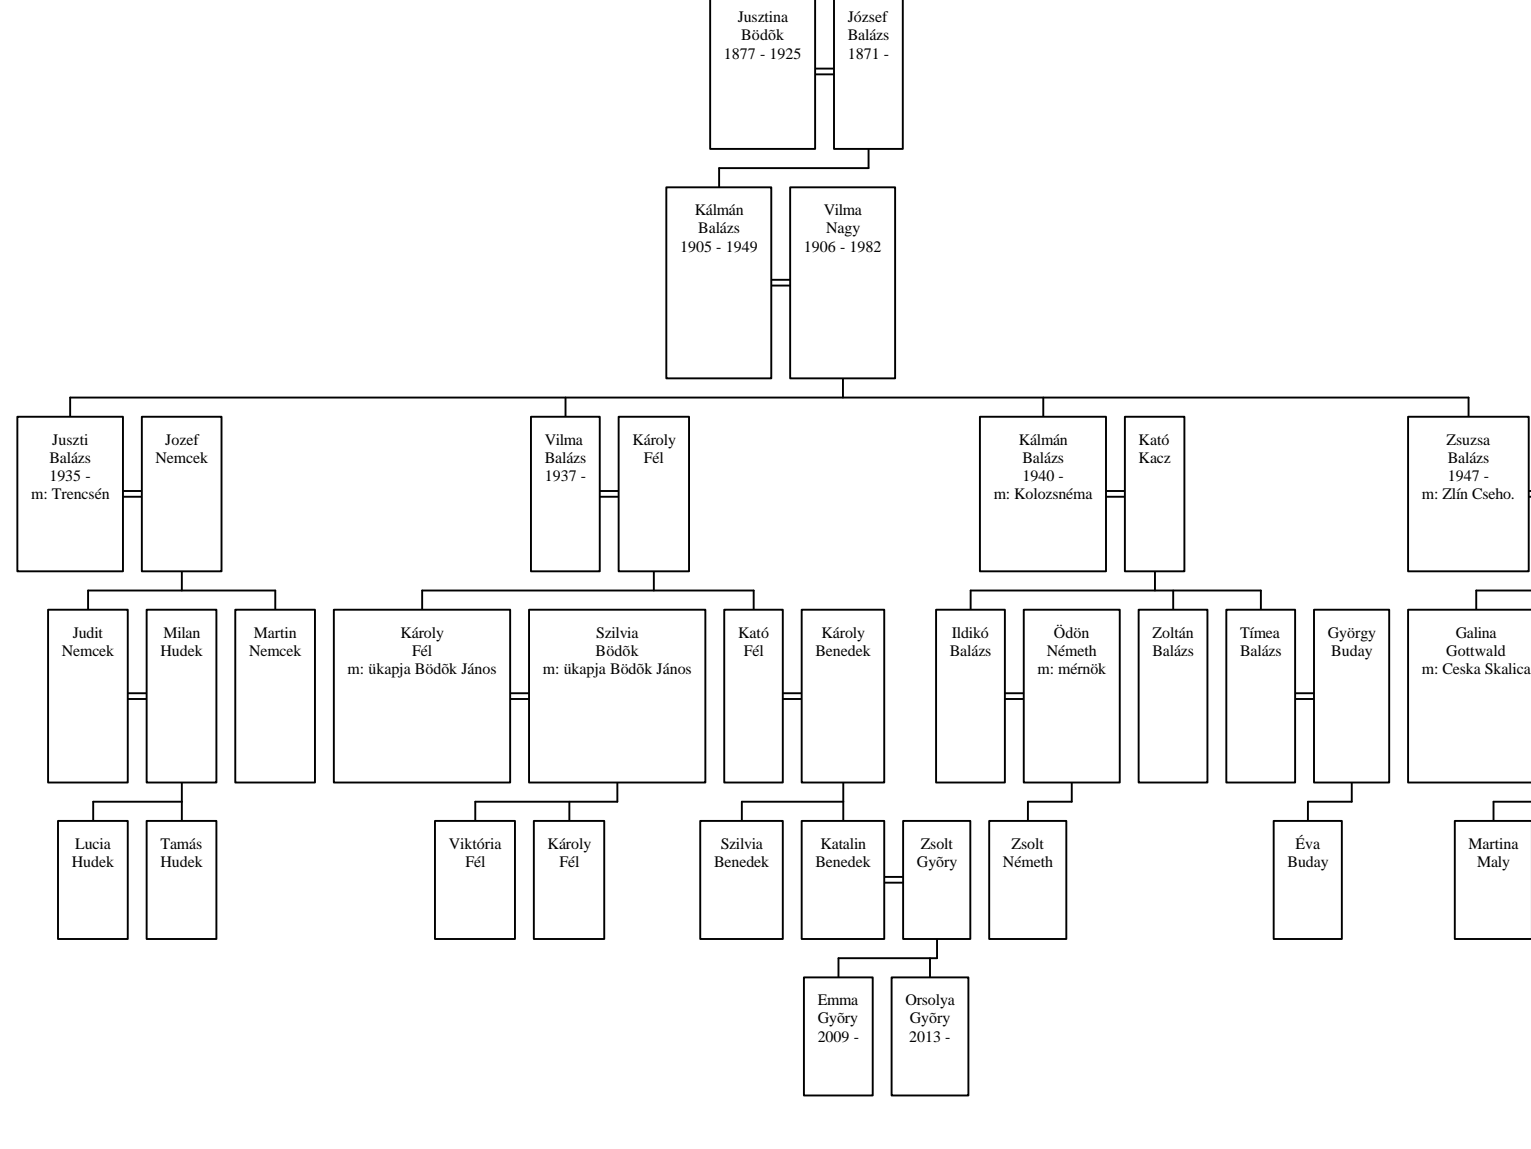 Jusztina
Bödõk
1877 - 1925
József
Balázs
1871 -
Kálmán
Balázs
1905 - 1949
Vilma
Nagy
1906 - 1982
Juszti
Balázs
1935 -
m: Trencsén
Jozef
Nemcek
Vilma
Balázs
1937 -
Károly
Fél
Kálmán
Balázs
1940 -
m: Kolozsnéma
Kató
Kacz
Zsuzsa
Balázs
1947 -
m: Zlín Cseho.
Judit
Nemcek
Milan
Hudek
Martin
Nemcek
Károly
Fél
m: ükapja Bödõk János
Szilvia
Bödõk
m: ükapja Bödõk János
Kató
Fél
Károly
Benedek
Ildikó
Balázs
Ödön
Németh
m: mérnök
Zoltán
Balázs
Tímea
Balázs
György
Buday
Galina
Gottwald
m: Ceska Skalica
Lucia
Hudek
Tamás
Hudek
Viktória
Fél
Károly
Fél
Szilvia
Benedek
Katalin
Benedek
Zsolt
Gyõry
Zsolt
Németh
Éva
Buday
Martina
Maly
Emma
Gyõry
2009 -
Orsolya
Gyõry
2013 -